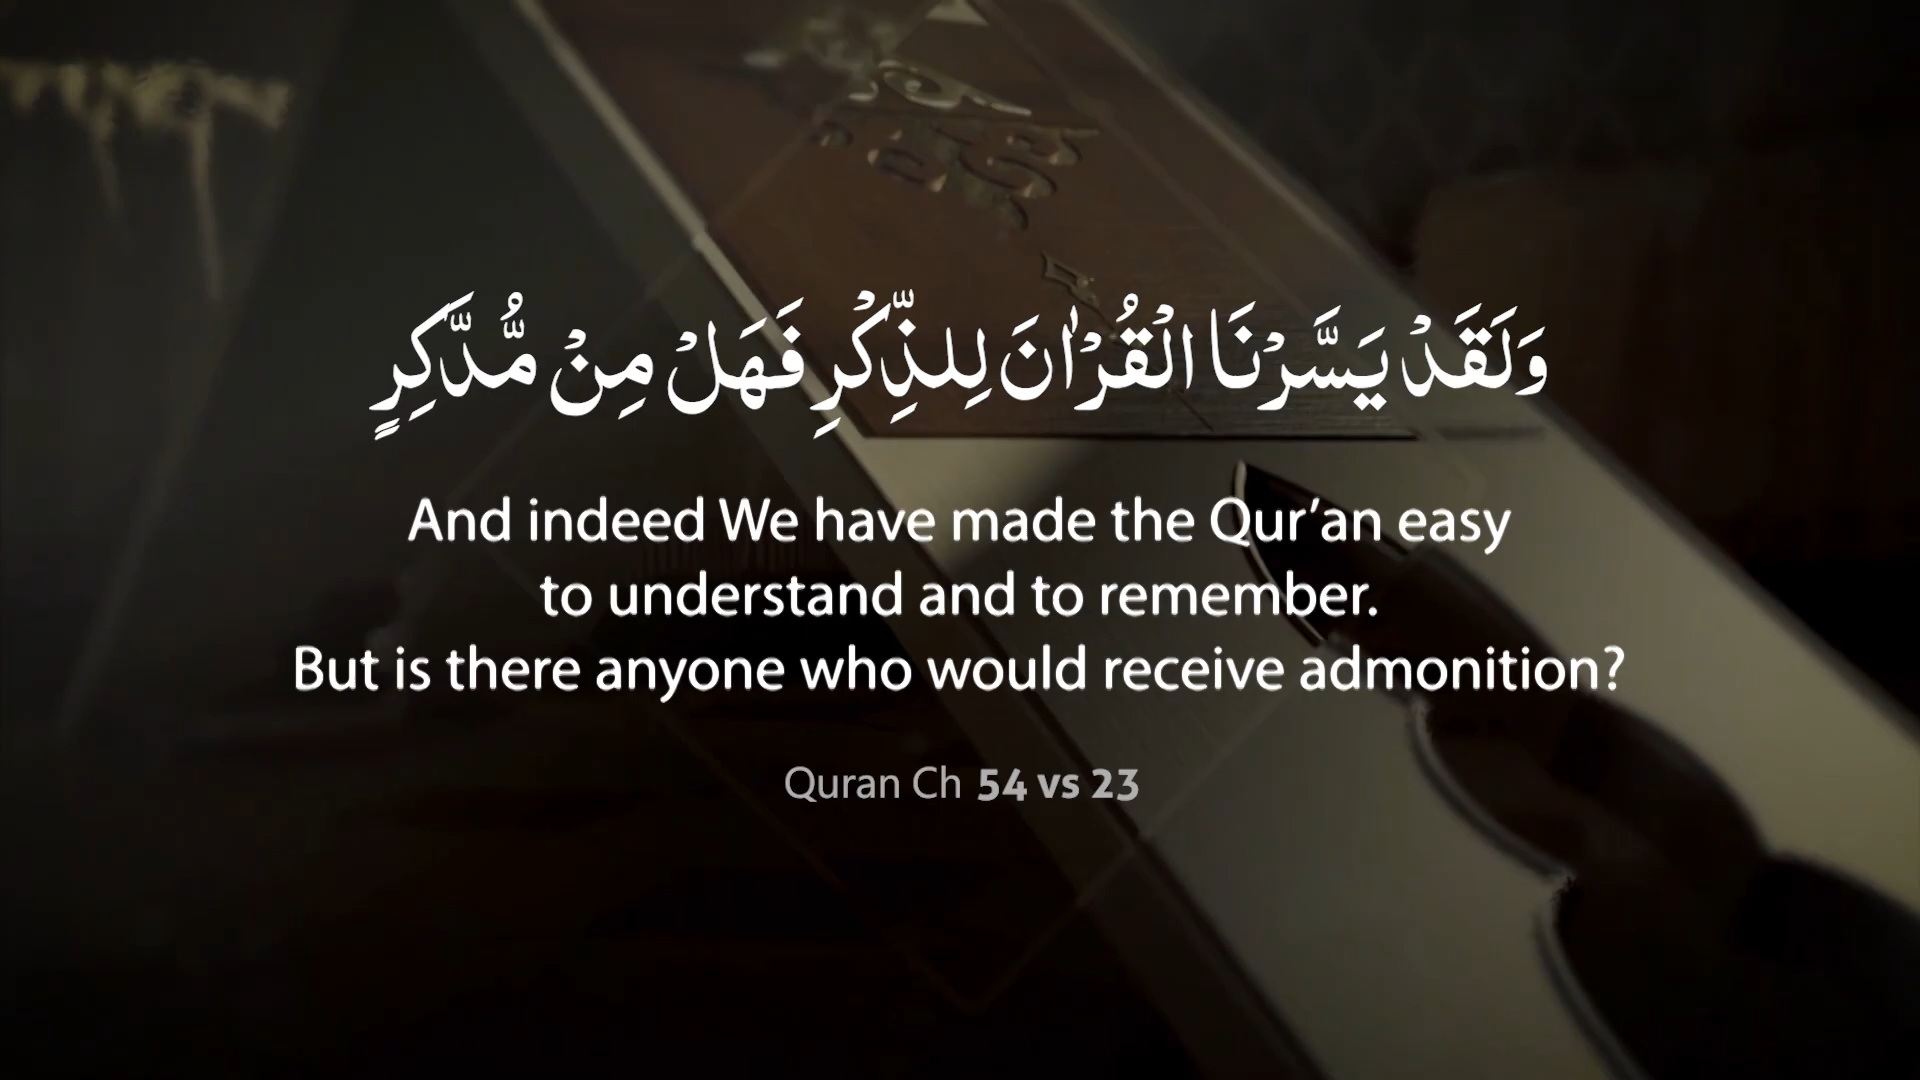 وَلَقَدْ يَسَّرْنَا الْقُرْاٰنَ لِلذِّكْرِ فَهَلْ مِنْ مُّدَّكِرٍ
And indeed We have made the Qur’an easy
to understand and to remember.
But is there anyone who would receive admonition?
Quran Ch 54 vs 23